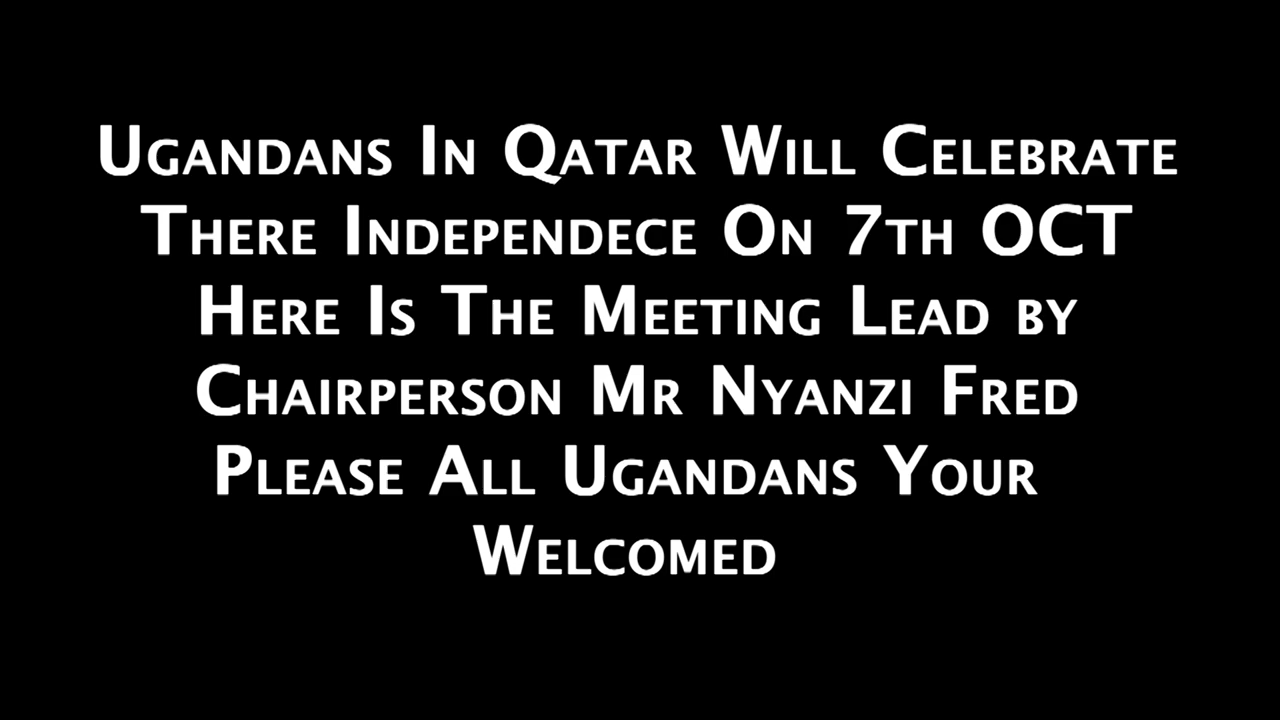 Ugandans In Qatar Will Celebrate
There Independece On 7th OCT
Here Is The Meeting Lead by
Chairperson Mr Nyanzi Fred
Please All Ugandans Your
Welcomed